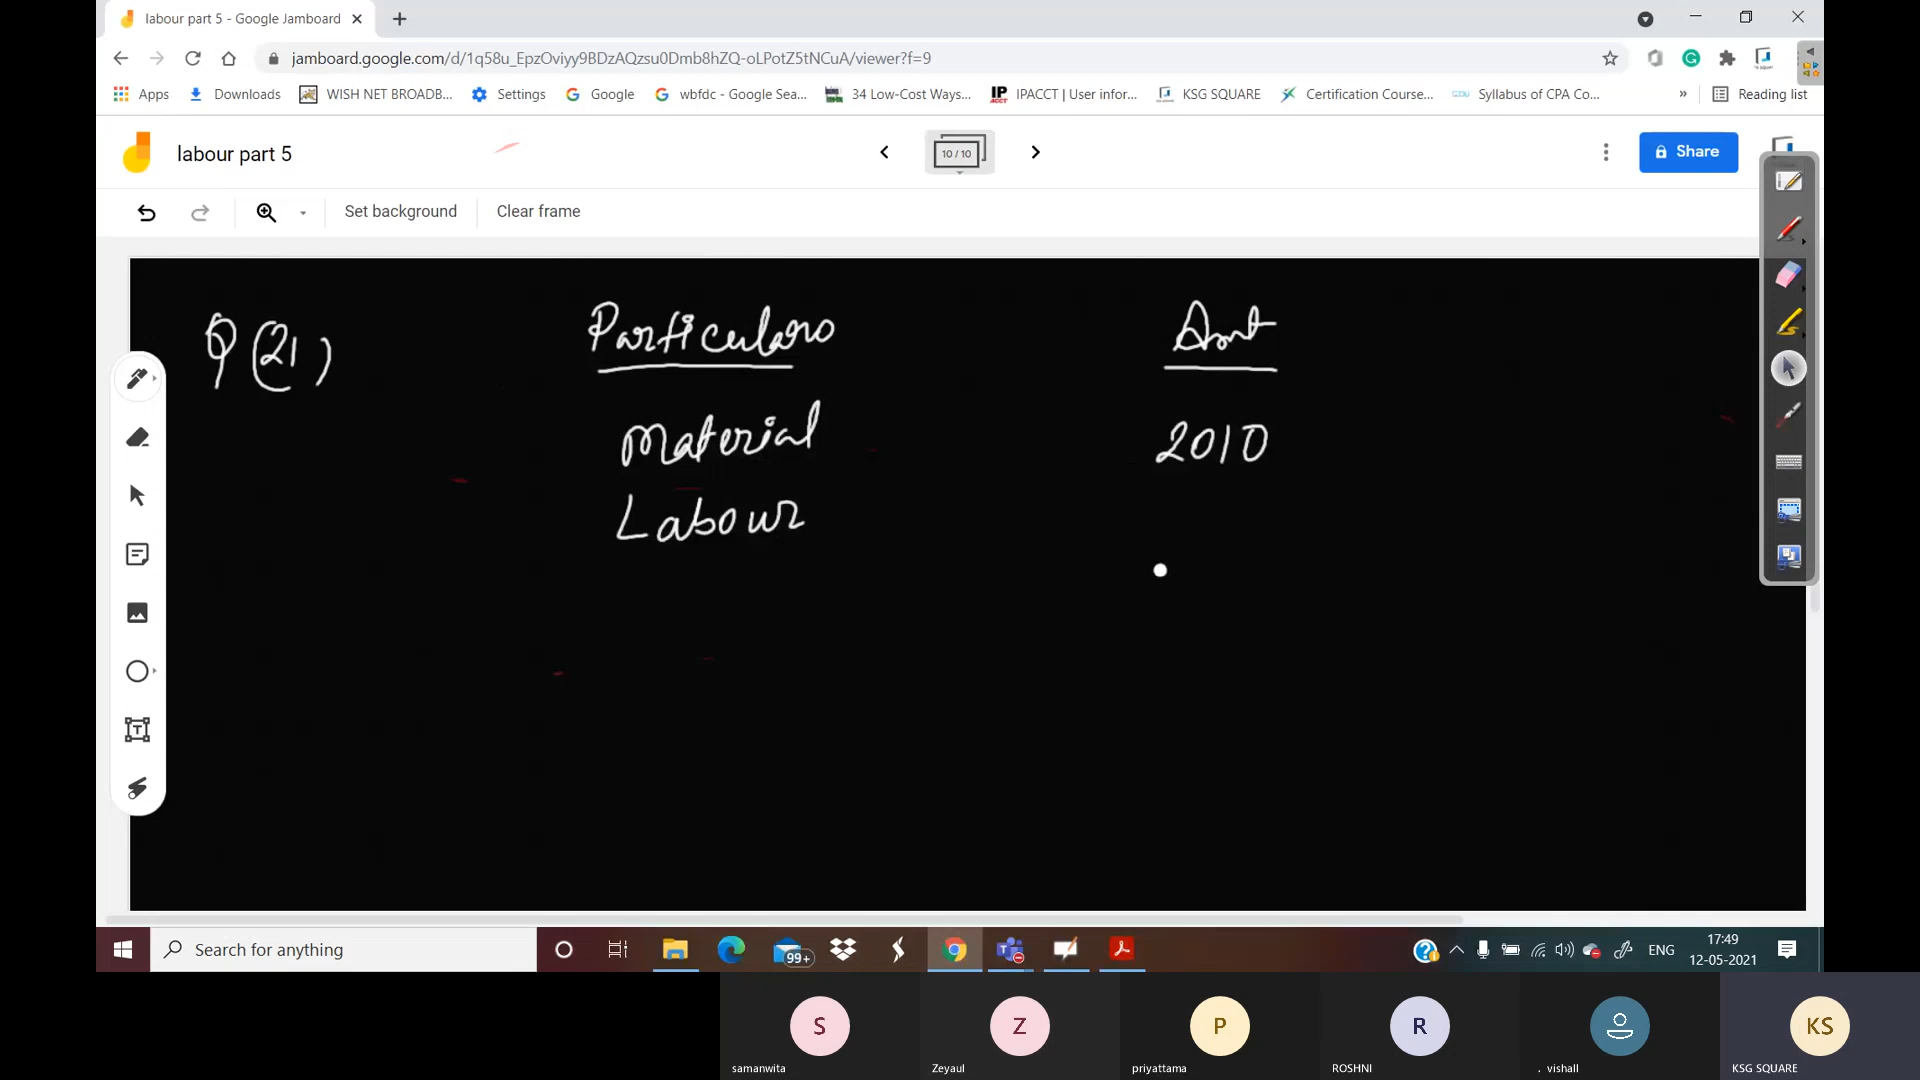 labour part 5 - Google Jamboard
jamboard.google.com/d/1q58u_EpzOviyy9BDzAQzsu0Dmb8hZQ-oLPotZ5tNCuA/viewer?f=9
Apps Downloads WISH NET BROADB... Settings Google wbfdc - Google Sea... 34 Low-Cost Ways... IPACCT | User infor... KSG SQUARE Certification Course... Syllabus of CPA Co... » Reading list
labour part 5
10 / 10
Share
Set background Clear frame
Q (21) Particulars Amt
Material 2010
Labour
Search for anything
99+
ENG
17:49
12-05-2021
S Z P R KS
samanwita Zeyaul priyattama ROSHNI . vishall KSG SQUARE